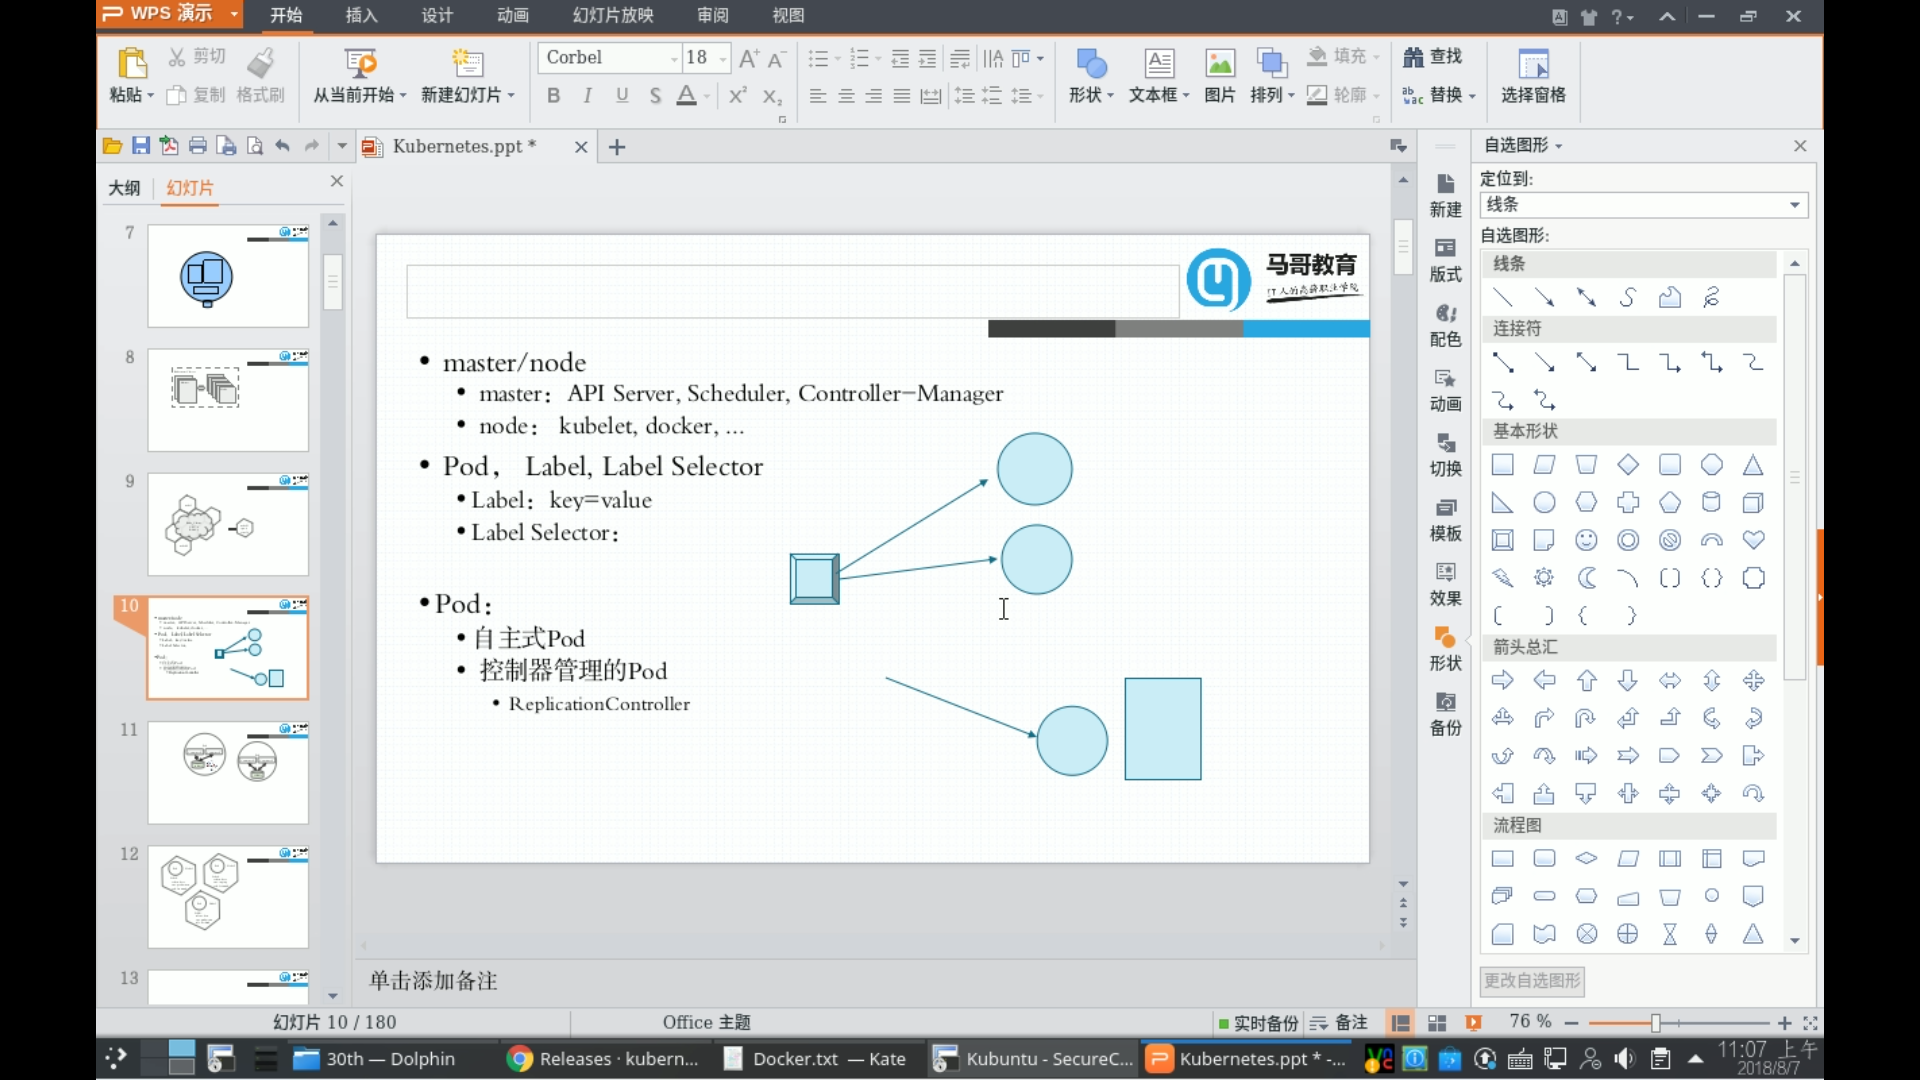 WPS 演示
开始 插入 设计 动画 幻灯片放映 审阅 视图
粘贴 剪切 复制 格式刷
从当前开始 新建幻灯片
Corbel 18
形状 文本框 图片 排列 填充 轮廓
查找 替换 选择窗格
Kubernetes.ppt *
大纲 幻灯片
7
8
9
10
11
12
13
马哥教育
IT人的高薪职业学院
• master/node
• master：API Server, Scheduler, Controller-Manager
• node： kubelet, docker, ...
• Pod， Label, Label Selector
• Label：key=value
• Label Selector：
• Pod：
• 自主式Pod
• 控制器管理的Pod
• ReplicationController
单击添加备注
新建
版式
配色
动画
切换
模板
效果
形状
备份
自选图形
定位到:
线条
自选图形:
线条
连接符
基本形状
箭头总汇
流程图
更改自选图形
幻灯片 10 / 180
Office 主题
实时备份 备注
76 %
30th — Dolphin
Releases · kubern...
Docker.txt — Kate
Kubuntu - SecureC...
Kubernetes.ppt * -...
11:07 上午
2018/8/7